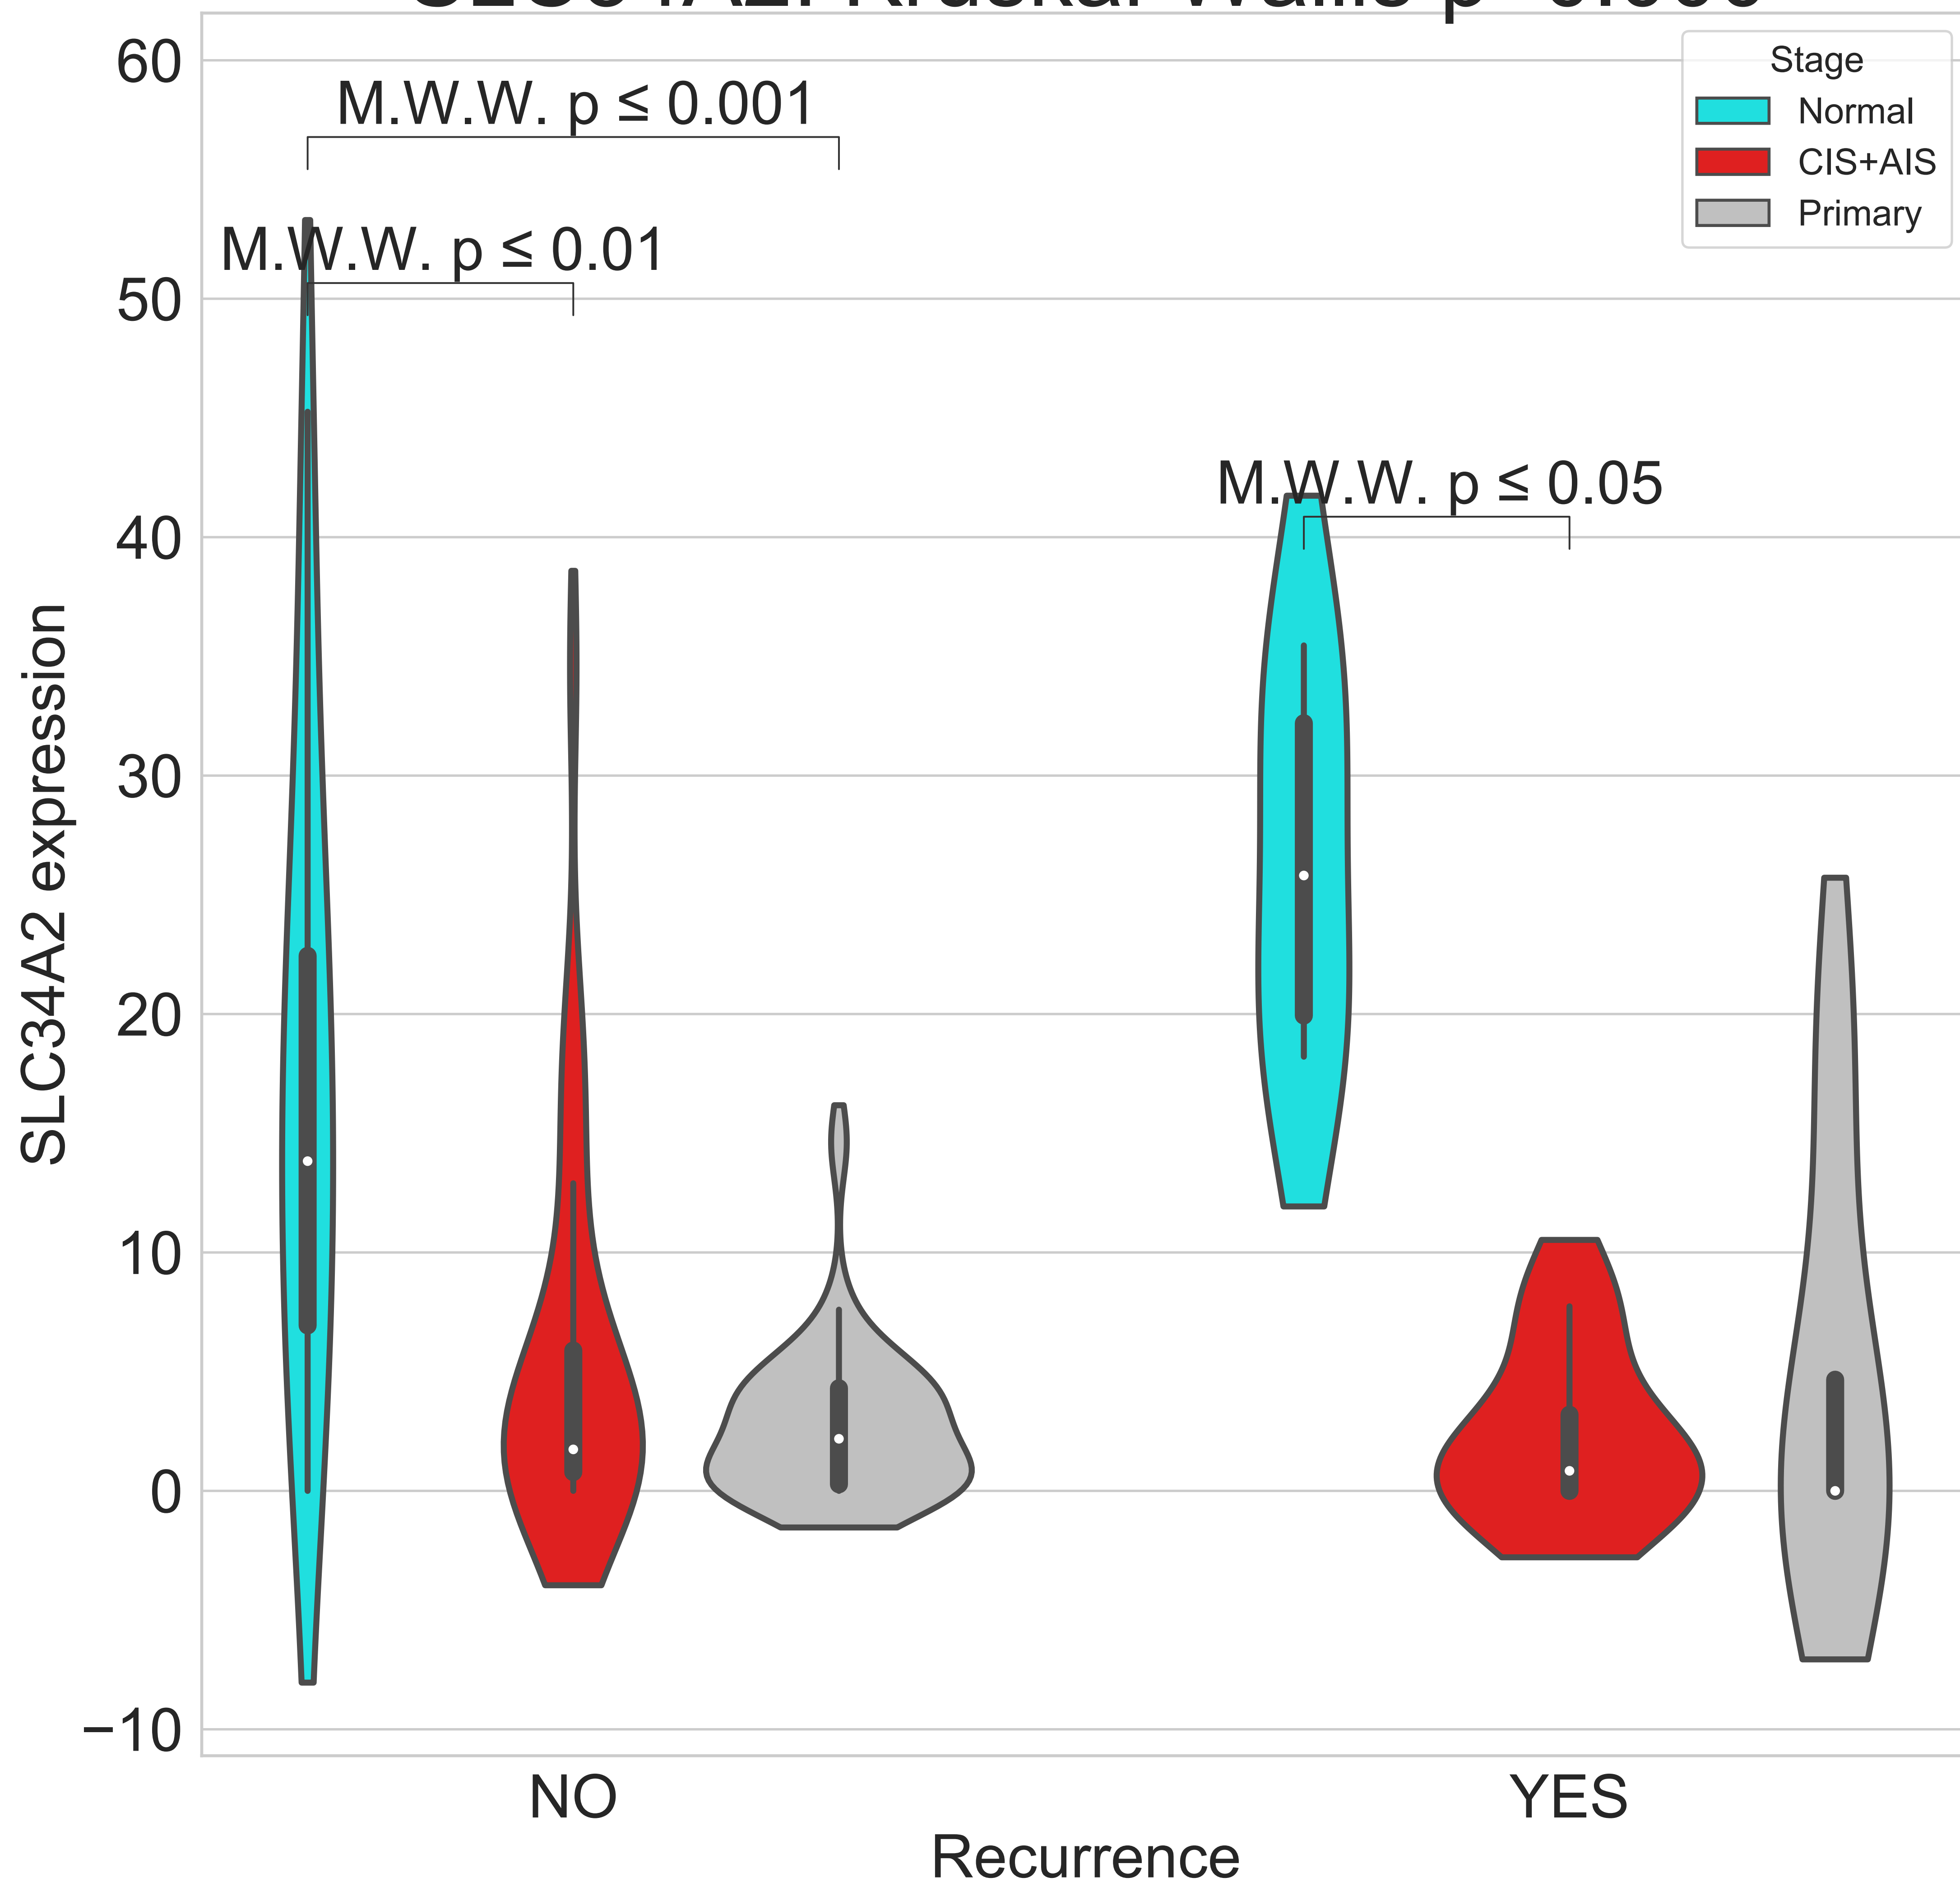 60
50
40
30
20
10
0
−10
SLC34A2 expression
M.W.W. p ≤ 0.001
M.W.W. p ≤ 0.01
M.W.W. p ≤ 0.05
Stage
Normal
CIS+AIS
Primary
NO
YES
Recurrence